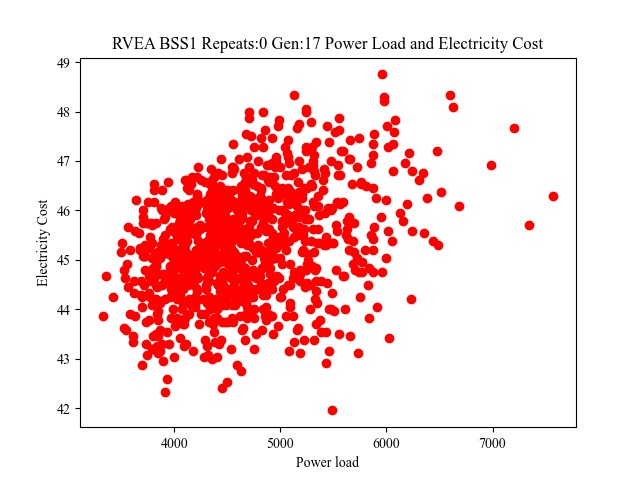 RVEA BSS1 Repeats:0 Gen:17 Power Load and Electricity Cost
49
48
47
46
45
44
43
42
Electricity Cost
4000 5000 6000 7000
Power load